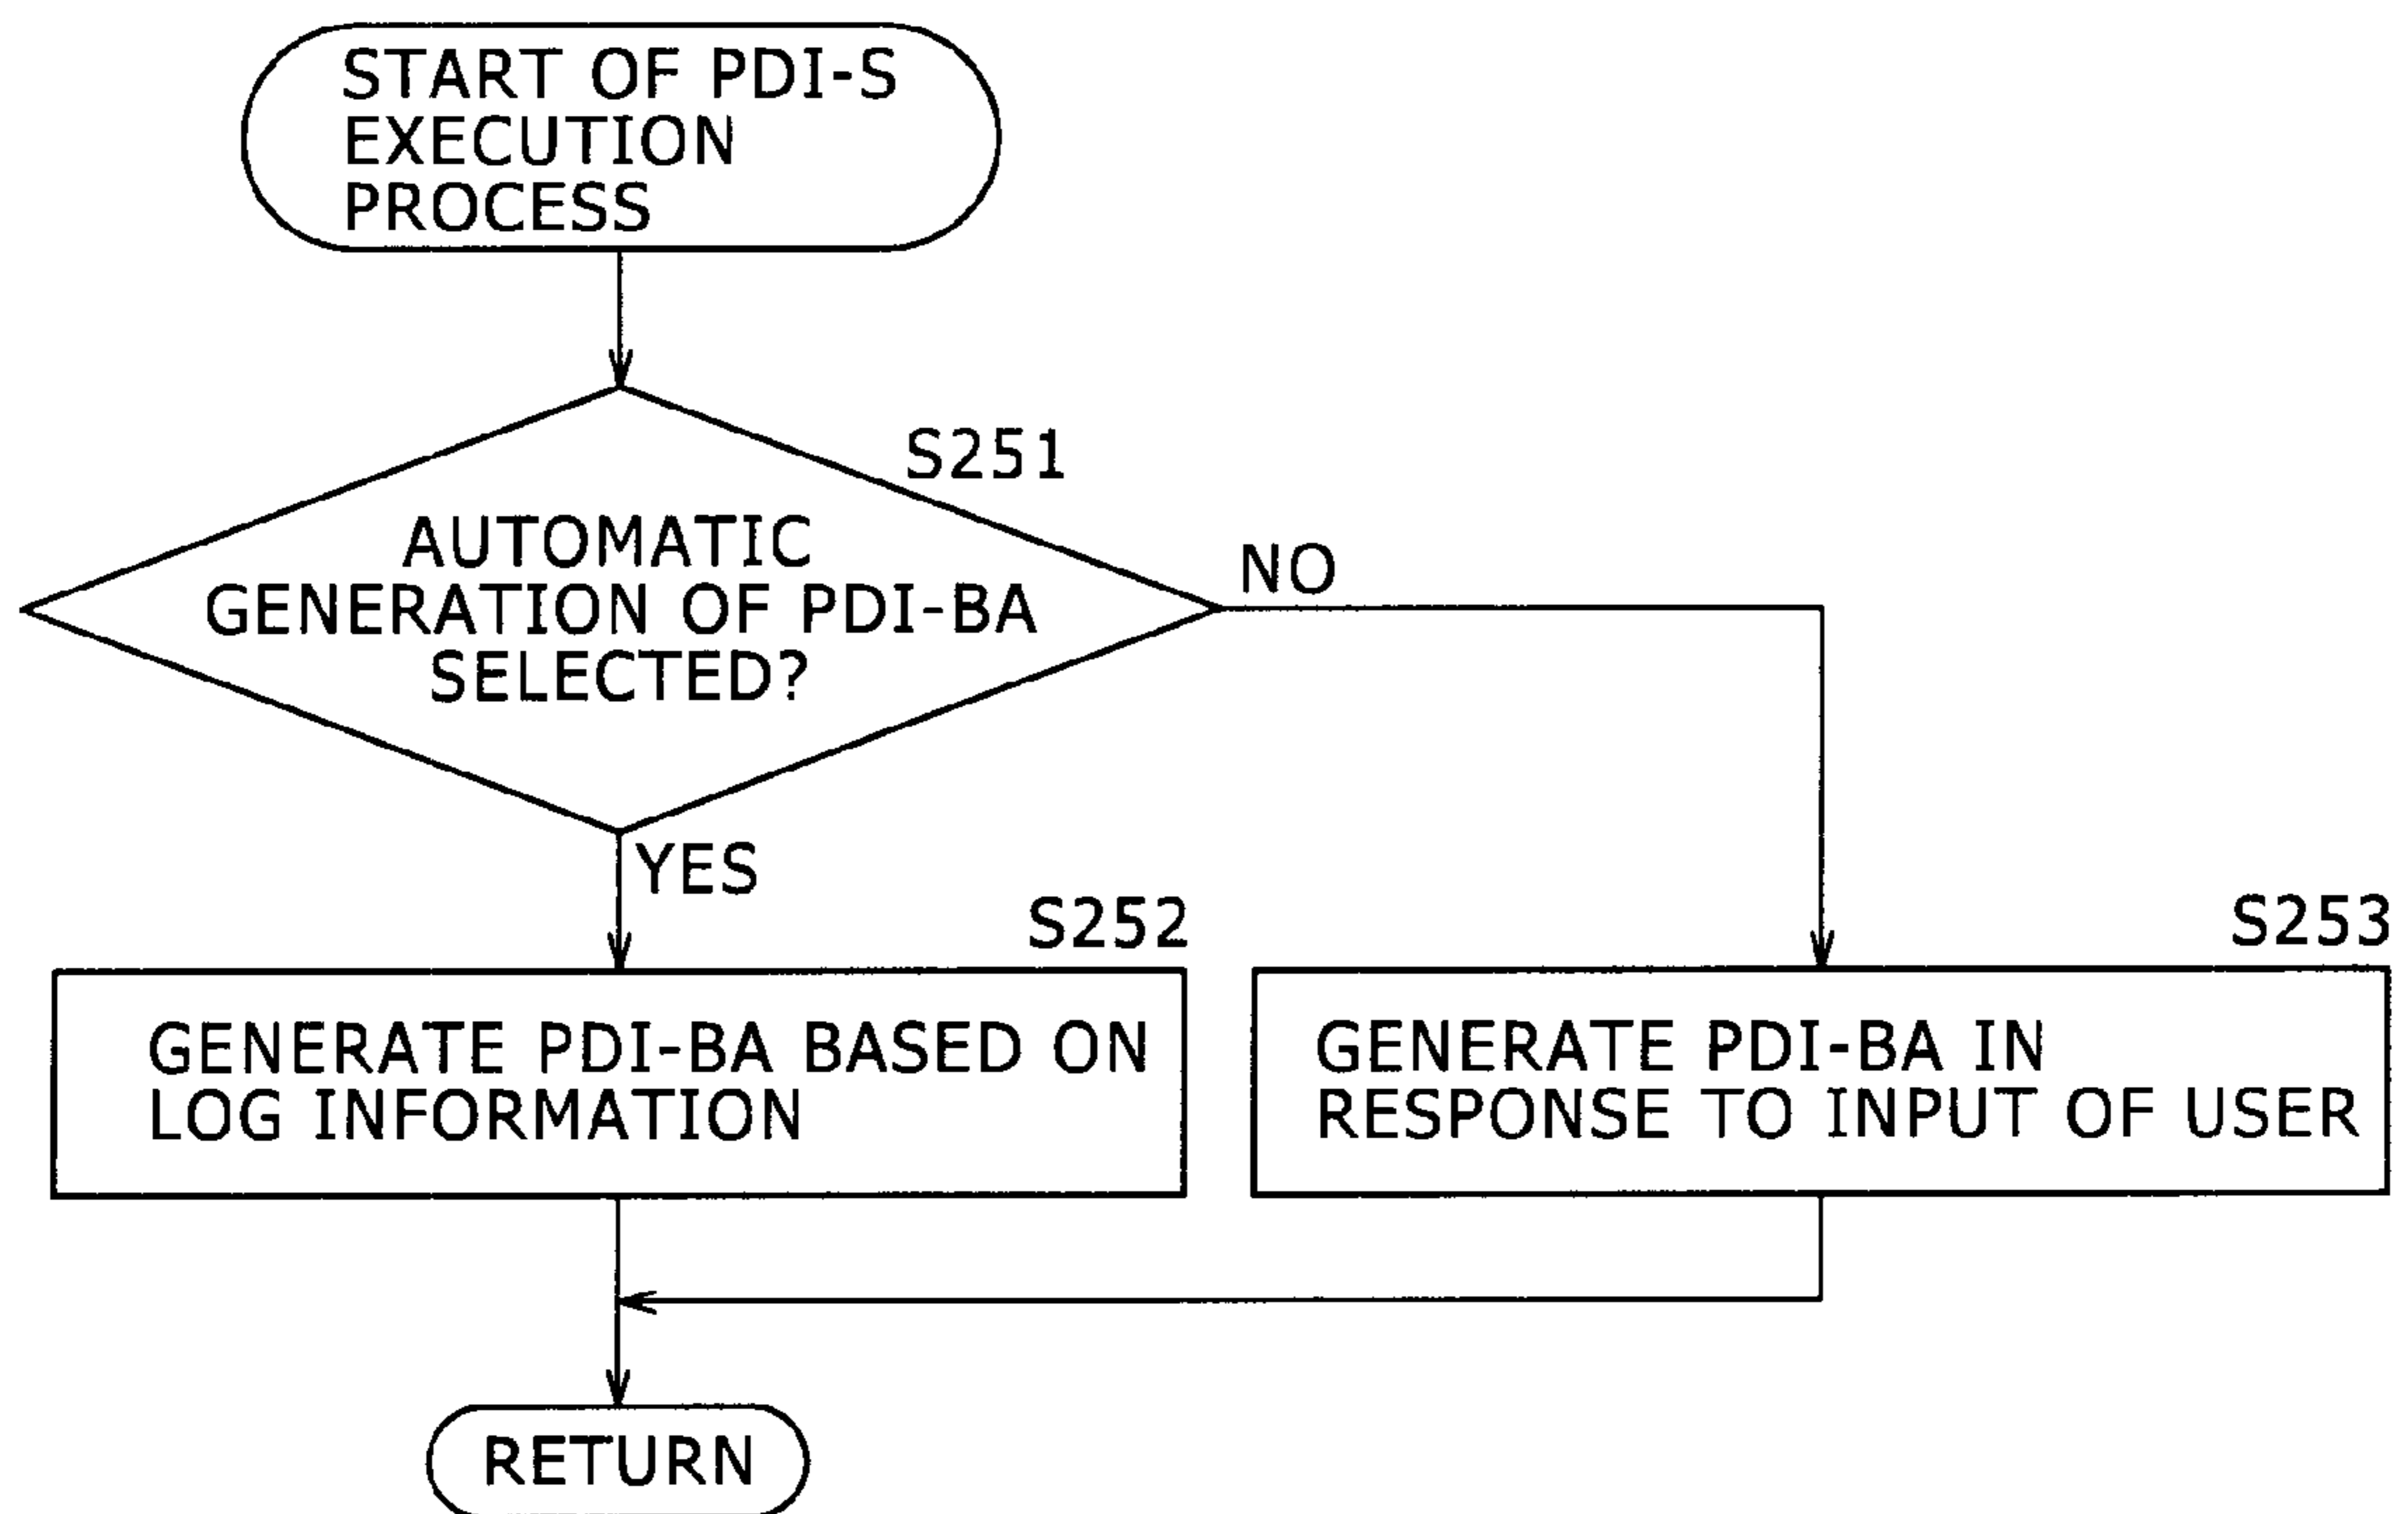 START OF PDI-S
EXECUTION
PROCESS
S251
AUTOMATIC
GENERATION OF PDI-BA
SELECTED?
NO
YES
S252
GENERATE PDI-BA BASED ON
LOG INFORMATION
S253
GENERATE PDI-BA IN
RESPONSE TO INPUT OF USER
RETURN